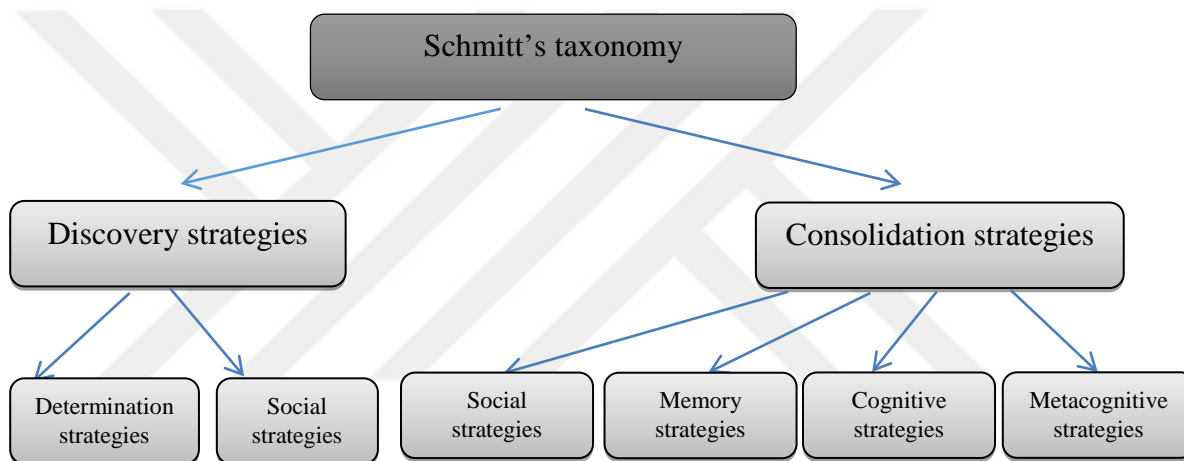 Schmitt’s taxonomy
Discovery strategies
Consolidation strategies
Determination
strategies
Social
strategies
Social
strategies
Memory
strategies
Cognitive
strategies
Metacognitive
strategies